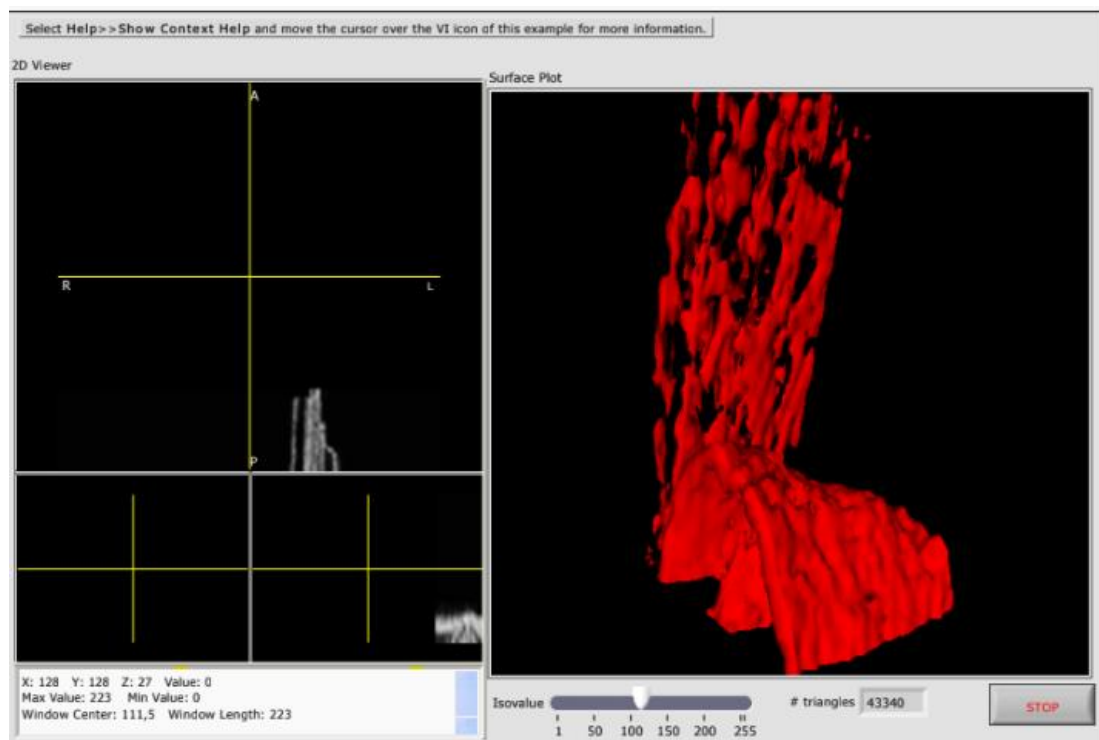 Select Help>>Show Context Help and move the cursor over the VI icon of this example for more information.
2D Viewer
Surface Plot
A
R
L
P
X: 128 Y: 128 Z: 27 Value: 0
Max Value: 223 Min Value: 0
Window Center: 111,5 Window Length: 223
Isovalue
1 50 100 150 200 255
# triangles 43340
STOP